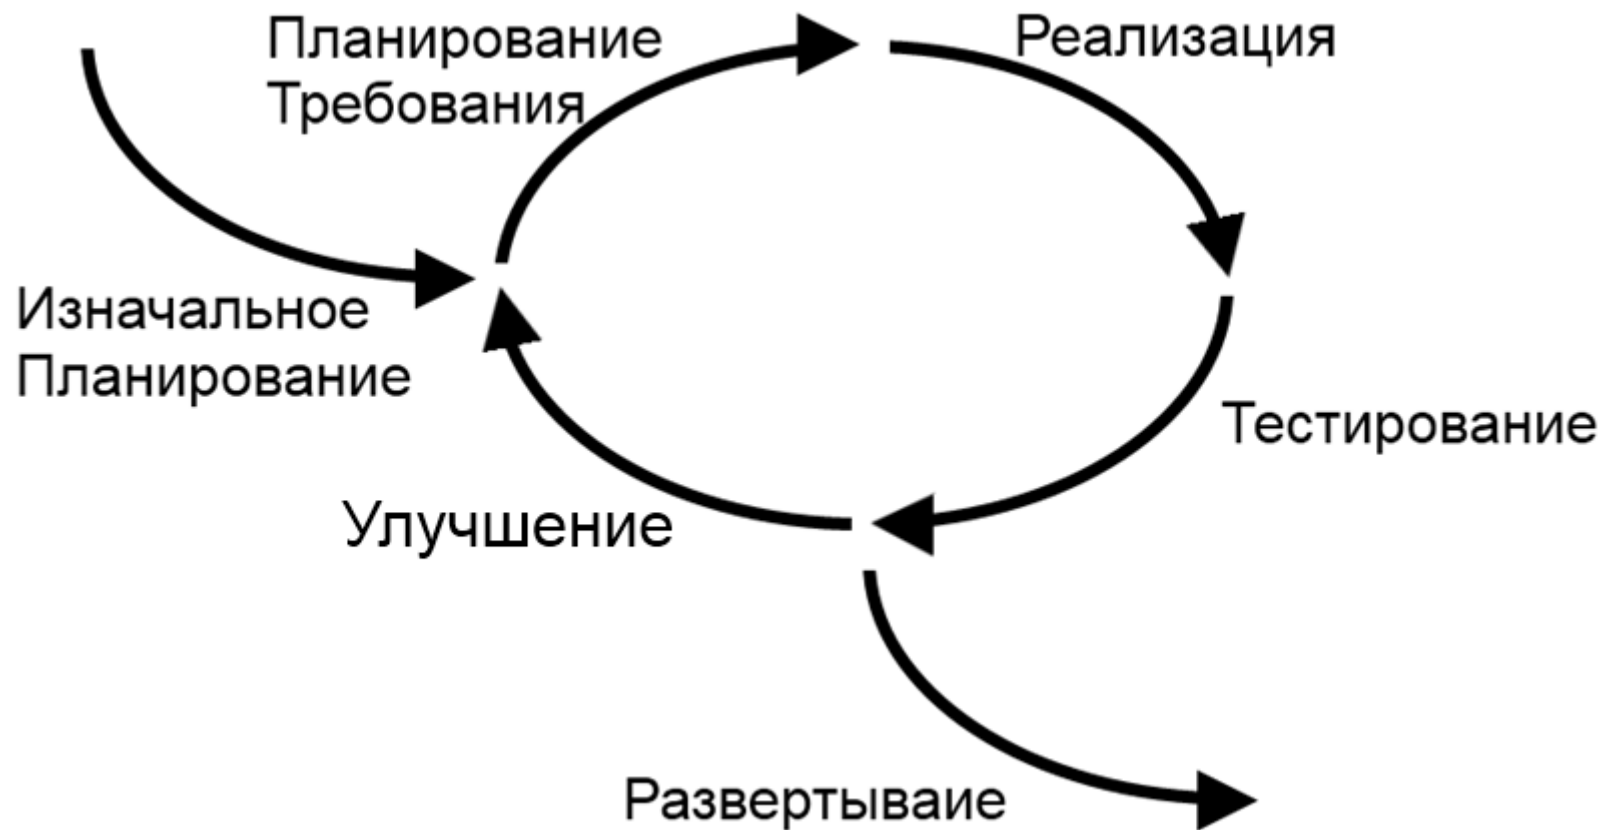 Планирование
Требования
Реализация
Изначальное
Планирование
Тестирование
Улучшение
Развертываие